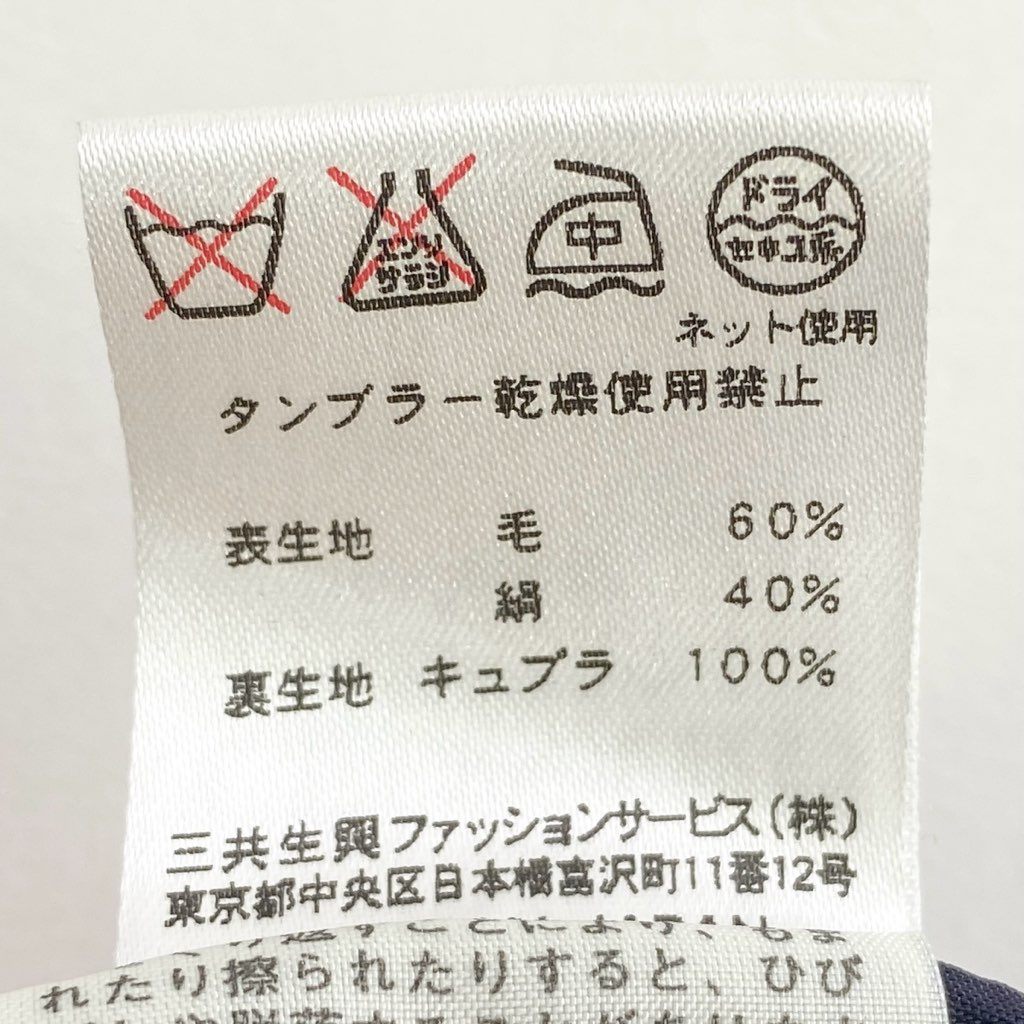 エンソ
サラシ
中
ドライ
セキユ系
ネット使用
タンブラー乾燥使用禁止
表生地 毛 60%
絹 40%
裏生地 キュプラ 100%
三共生興ファッションサービス(株)
東京都中央区日本橋富沢町11番12号
れたり擦られたりすると、ひび